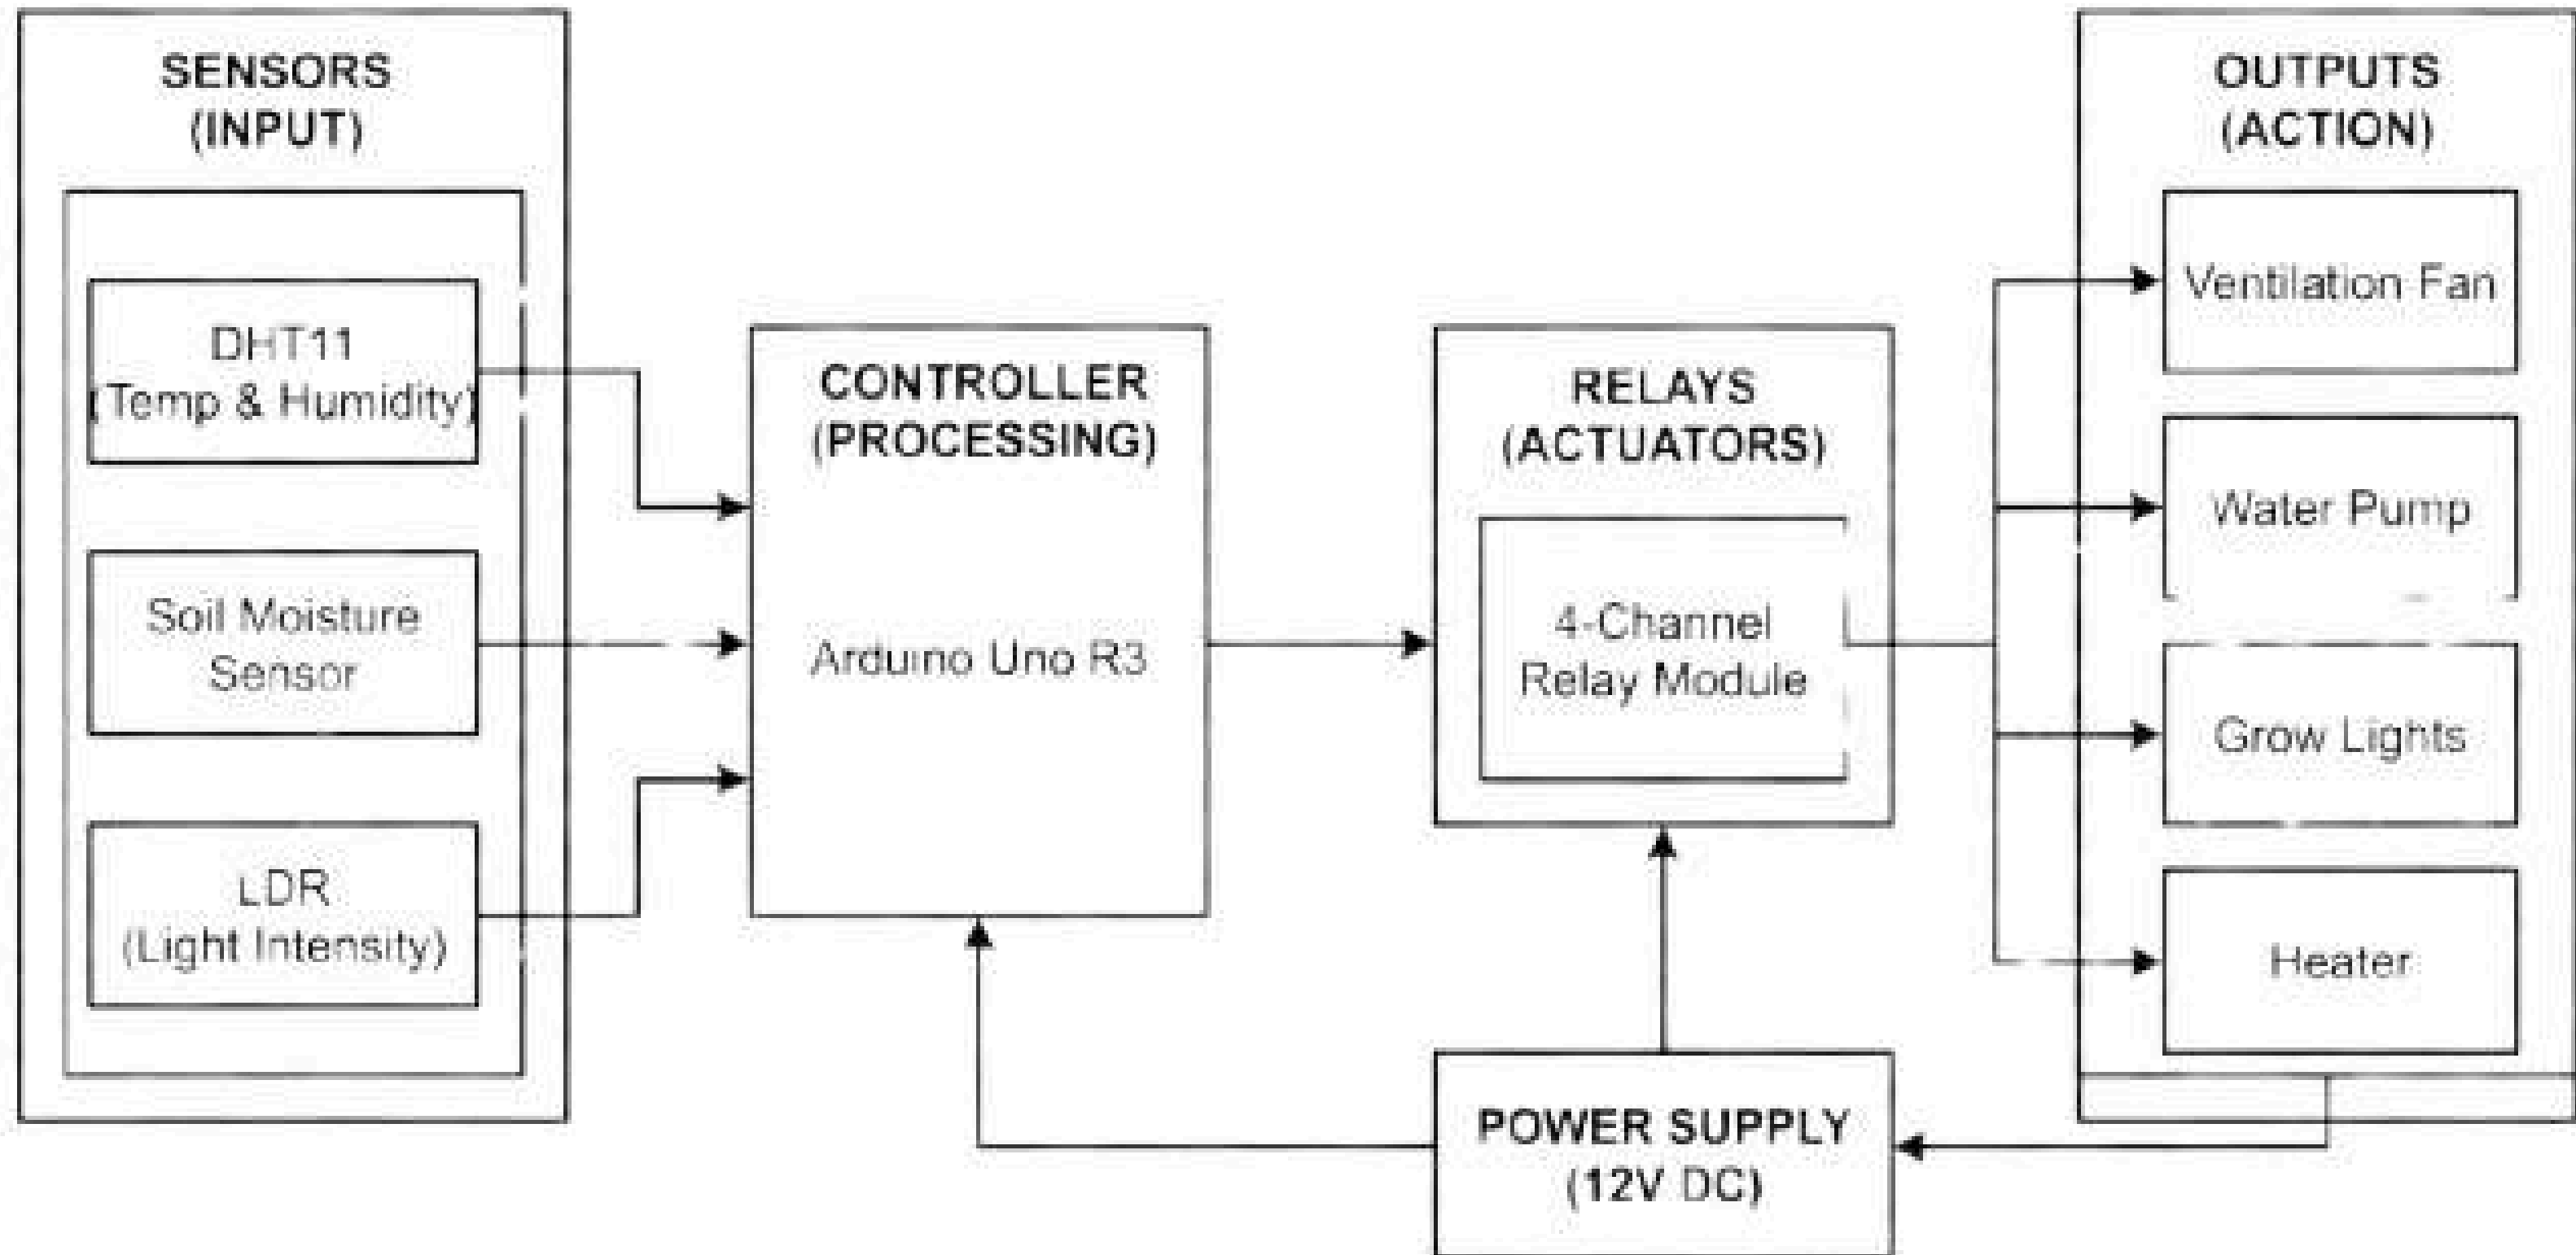 SENSORS
(INPUT)
DHT11
(Temp & Humidity)
Soil Moisture
Sensor
LDR
(Light Intensity)
CONTROLLER
(PROCESSING)
Arduino Uno R3
RELAYS
(ACTUATORS)
4-Channel
Relay Module
POWER SUPPLY
(12V DC)
OUTPUTS
(ACTION)
Ventilation Fan
Water Pump
Grow Lights
Heater